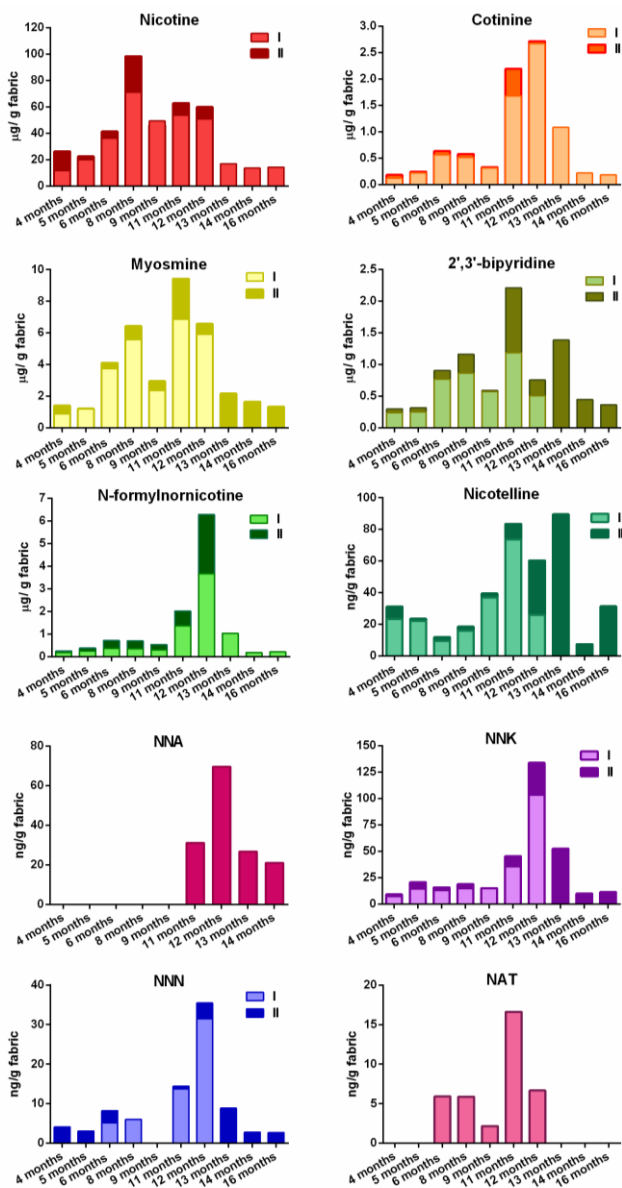 Nicotine
I
II
μg/ g fabric
120
100
80
60
40
20
0
4 months
5 months
6 months
8 months
9 months
11 months
12 months
13 months
14 months
16 months
Cotinine
I
II
μg/ g fabric
3.0
2.5
2.0
1.5
1.0
0.5
0.0
4 months
5 months
6 months
8 months
9 months
11 months
12 months
13 months
14 months
16 months
Myosmine
I
II
μg/ g fabric
10
8
6
4
2
0
4 months
5 months
6 months
8 months
9 months
11 months
12 months
13 months
14 months
16 months
2',3'-bipyridine
I
II
μg/ g fabric
2.5
2.0
1.5
1.0
0.5
0.0
4 months
5 months
6 months
8 months
9 months
11 months
12 months
13 months
14 months
16 months
N-formylnornicotine
I
II
μg/ g fabric
7
6
5
4
3
2
1
0
4 months
5 months
6 months
8 months
9 months
11 months
12 months
13 months
14 months
16 months
Nicotelline
I
II
ng/ g fabric
100
80
60
40
20
0
4 months
5 months
6 months
8 months
9 months
11 months
12 months
13 months
14 months
16 months
NNA
ng/g fabric
80
60
40
20
0
4 months
5 months
6 months
8 months
9 months
11 months
12 months
13 months
14 months
NNK
I
II
ng/g fabric
150
125
100
75
50
25
0
4 months
5 months
6 months
8 months
9 months
11 months
12 months
13 months
14 months
16 months
NNN
I
II
ng/g fabric
40
30
20
10
0
4 months
5 months
6 months
8 months
9 months
11 months
12 months
13 months
14 months
16 months
NAT
ng/g fabric
20
15
10
5
0
4 months
5 months
6 months
8 months
9 months
11 months
12 months
13 months
14 months
16 months